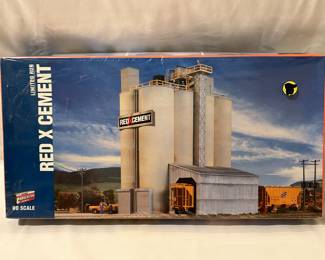 LIMITED RUN
RED X CEMENT
HO SCALE
RED X CEMENT